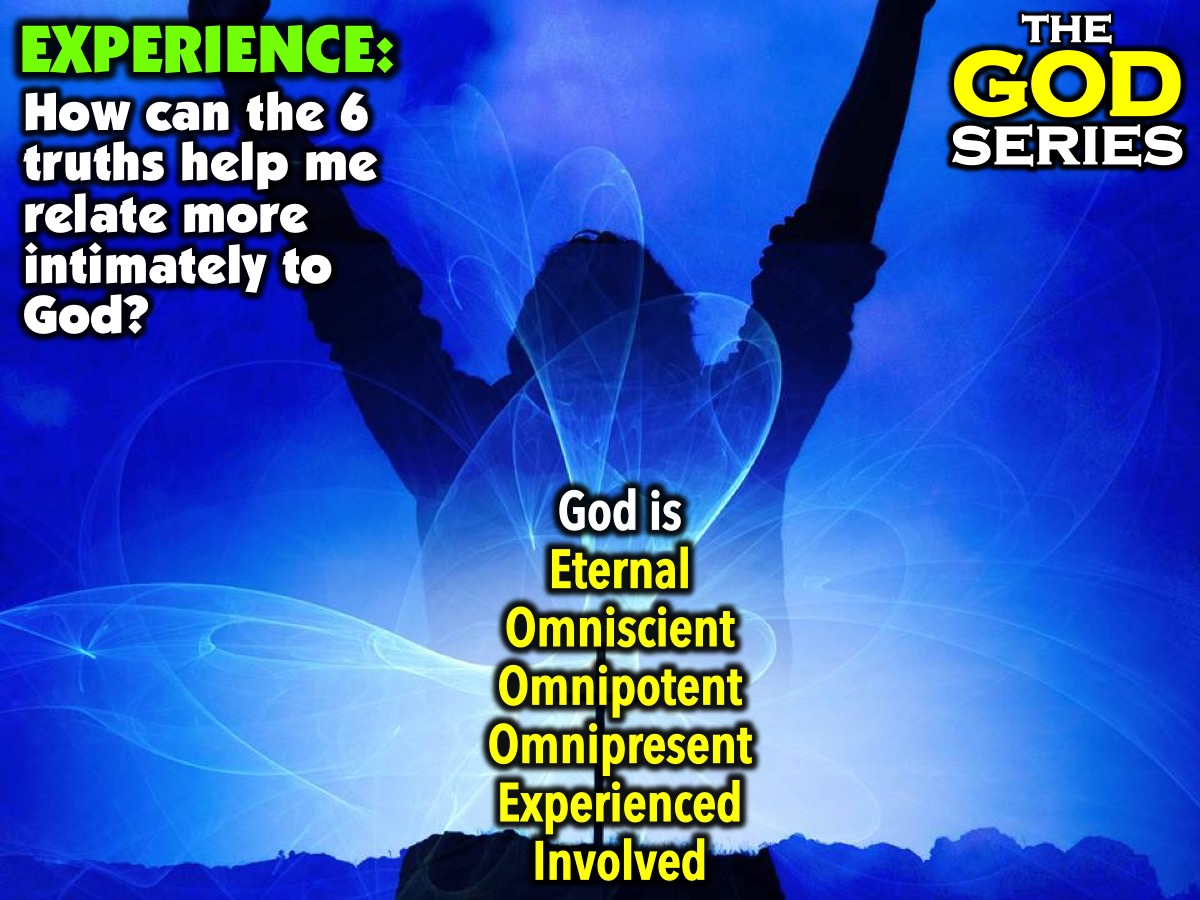 EXPERIENCE:
How can the 6
truths help me
relate more
intimately to
God?
THE
GOD
SERIES
God is
Eternal
Omniscient
Omnipotent
Omnipresent
Experienced
Involved